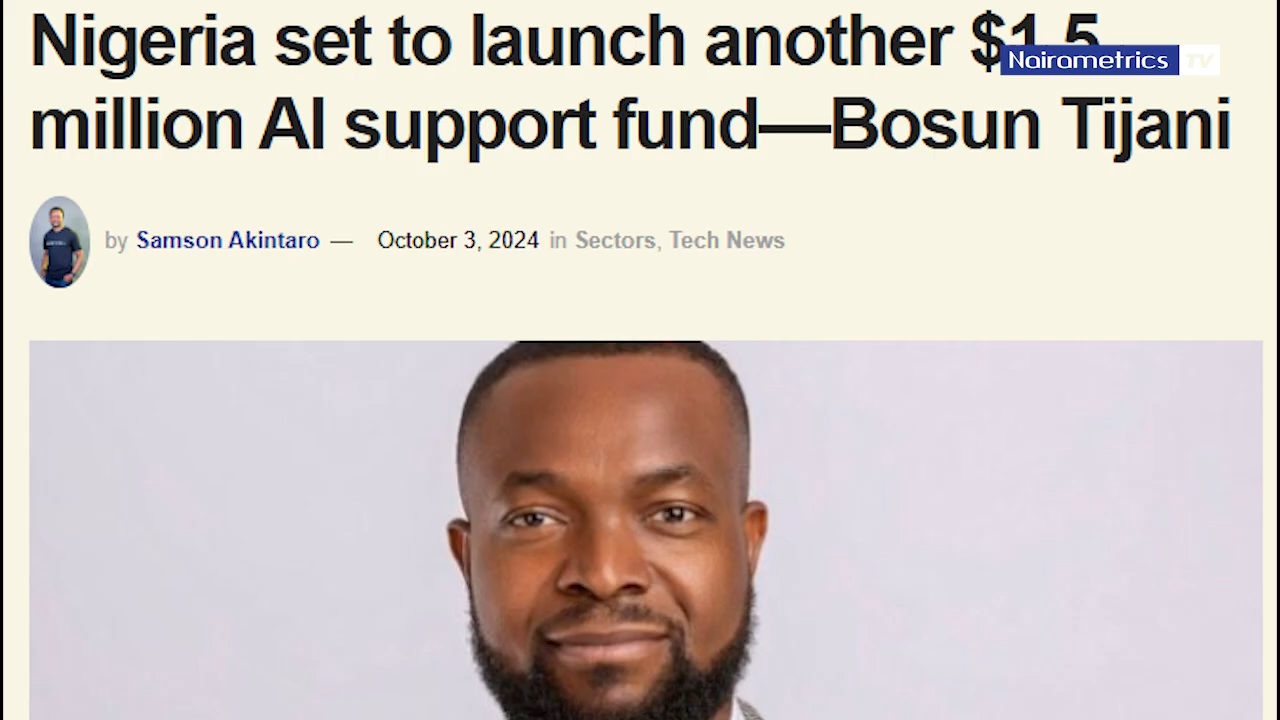 Nigeria set to launch another $1.5
Nairametrics TV
million AI support fund—Bosun Tijani
by Samson Akintaro — October 3, 2024 in Sectors, Tech News